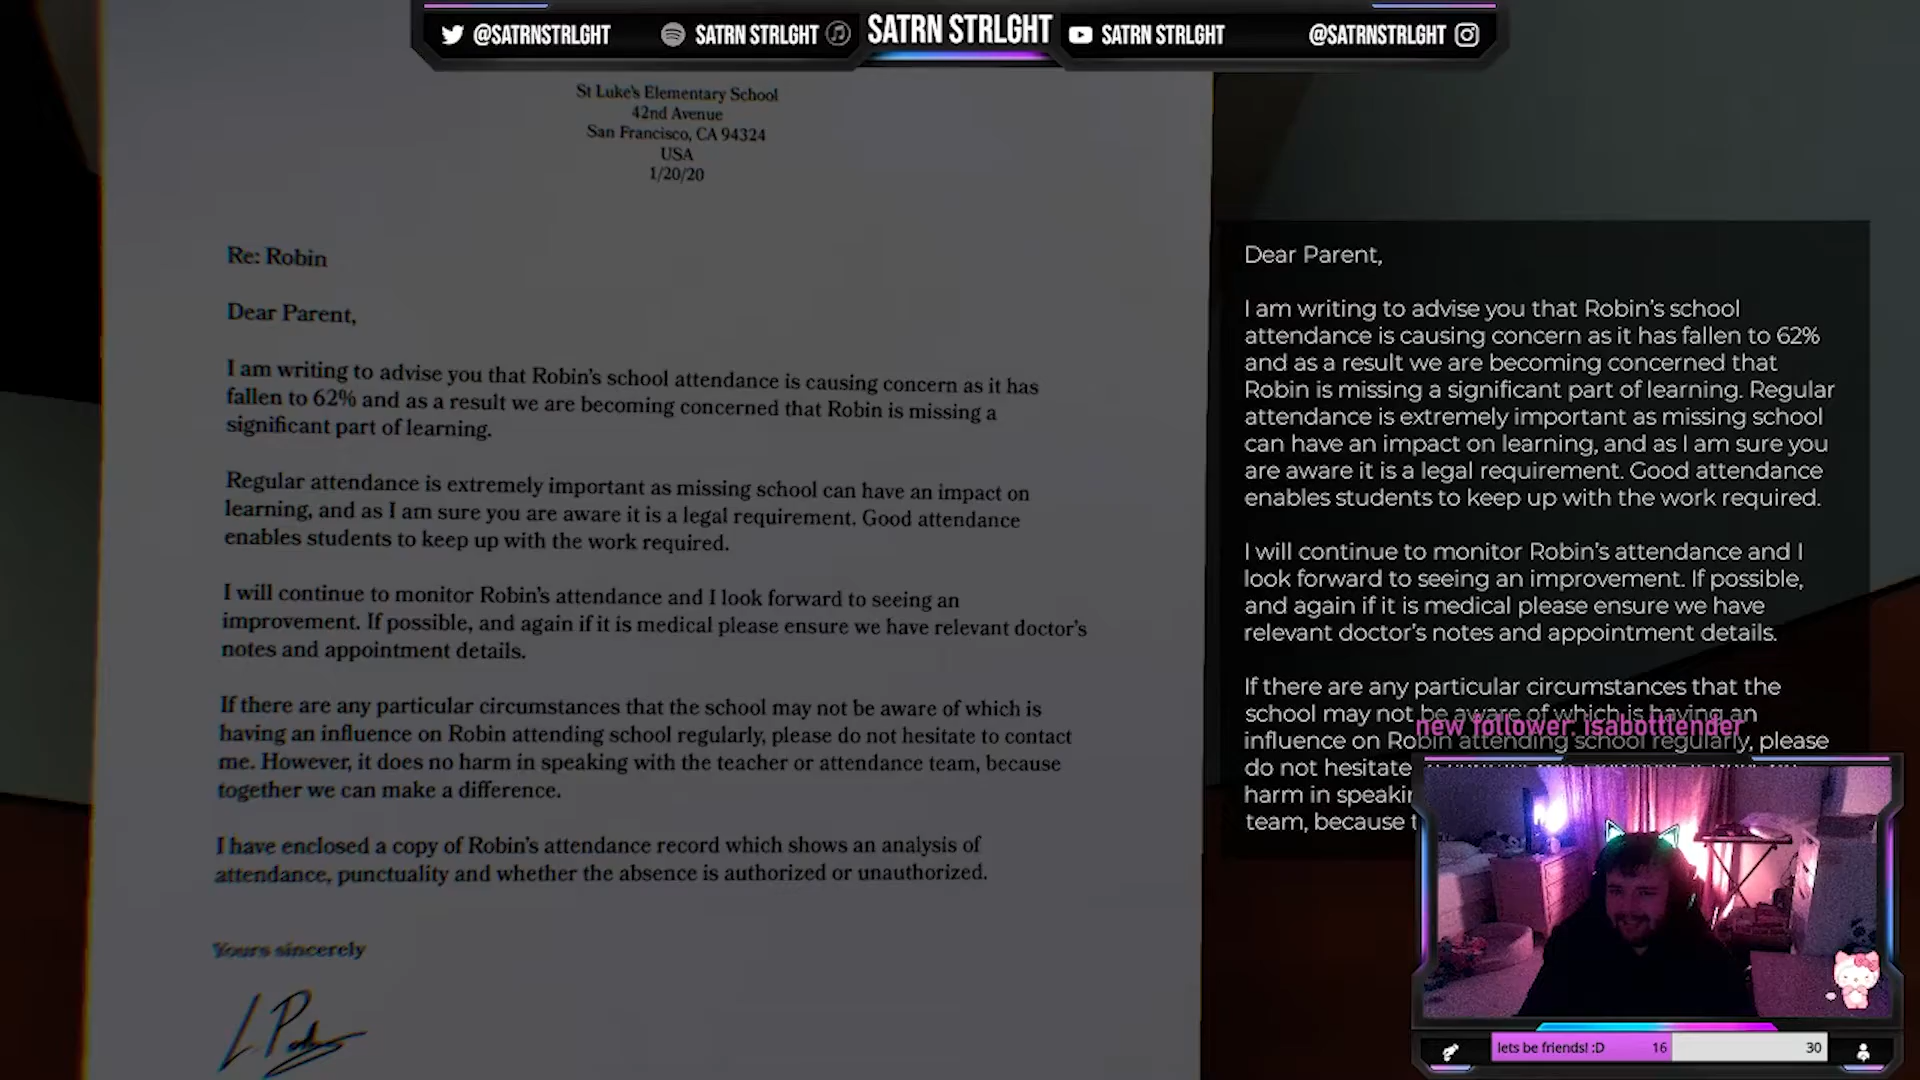 @SATRNSTRLGHT
SATRN STRLGHT
SATRN STRLGHT
SATRN STRLGHT
@SATRNSTRLGHT
St Luke's Elementary School
42nd Avenue
San Francisco, CA 94324
USA
1/20/20
Re: Robin
Dear Parent,
I am writing to advise you that Robin's school attendance is causing concern as it has
fallen to 62% and as a result we are becoming concerned that Robin is missing a
significant part of learning.
Regular attendance is extremely important as missing school can have an impact on
learning, and as I am sure you are aware it is a legal requirement. Good attendance
enables students to keep up with the work required.
I will continue to monitor Robin's attendance and I look forward to seeing an
improvement. If possible, and again if it is medical please ensure we have relevant doctor's
notes and appointment details.
If there are any particular circumstances that the school may not be aware of which is
having an influence on Robin attending school regularly, please do not hesitate to contact
me. However, it does no harm in speaking with the teacher or attendance team, because
together we can make a difference.
I have enclosed a copy of Robin's attendance record which shows an analysis of
attendance, punctuality and whether the absence is authorized or unauthorized.
Yours sincerely
Dear Parent,
I am writing to advise you that Robin's school
attendance is causing concern as it has fallen to 62%
and as a result we are becoming concerned that
Robin is missing a significant part of learning. Regular
attendance is extremely important as missing school
can have an impact on learning, and as I am sure you
are aware it is a legal requirement. Good attendance
enables students to keep up with the work required.
I will continue to monitor Robin's attendance and I
look forward to seeing an improvement. If possible,
and again if it is medical please ensure we have
relevant doctor's notes and appointment details.
If there are any particular circumstances that the
school may not be aware of which is having an
new follower: isabottlender
influence on Robin attending school regularly, please
do not hesitate
harm in
team, because
lets be friends! :D 16 30